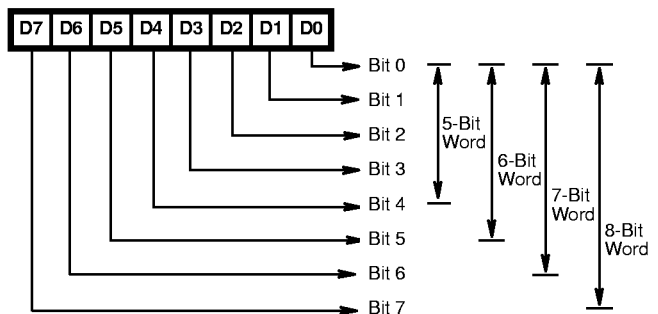 D7 D6 D5 D4 D3 D2 D1 D0
Bit 0
Bit 1
Bit 2
Bit 3
Bit 4
Bit 5
Bit 6
Bit 7
5-Bit
Word
6-Bit
Word
7-Bit
Word
8-Bit
Word